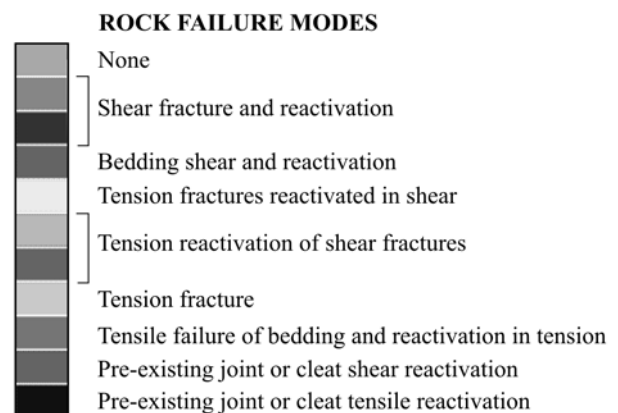 ROCK FAILURE MODES
None
Shear fracture and reactivation
Bedding shear and reactivation
Tension fractures reactivated in shear
Tension reactivation of shear fractures
Tension fracture
Tensile failure of bedding and reactivation in tension
Pre-existing joint or cleat shear reactivation
Pre-existing joint or cleat tensile reactivation